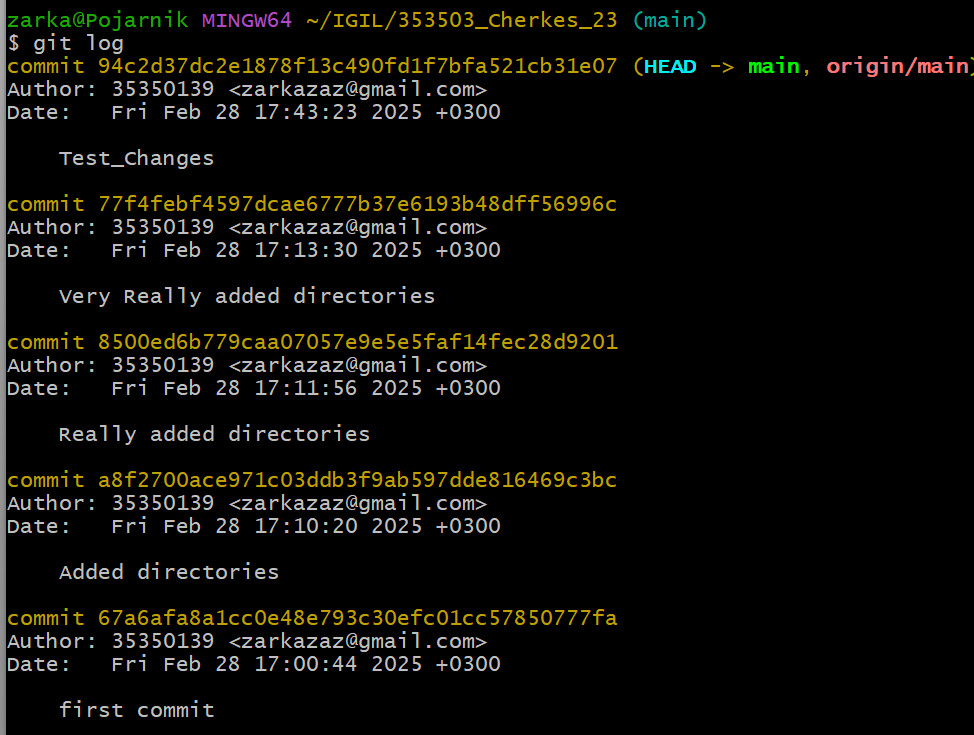 zarka@Pojarnik MINGW64 ~/IGIL/353503_Cherkes_23 (main)
$ git log
commit 94c2d37dc2e1878f13c490fd1f7bfa521cb31e07 (HEAD -> main, origin/main)
Author: 35350139 <zarkazaz@gmail.com>
Date:   Fri Feb 28 17:43:23 2025 +0300

    Test_Changes

commit 77f4febf4597dcae6777b37e6193b48dff56996c
Author: 35350139 <zarkazaz@gmail.com>
Date:   Fri Feb 28 17:13:30 2025 +0300

    Very Really added directories

commit 8500ed6b779caa07057e9e5e5faf14fec28d9201
Author: 35350139 <zarkazaz@gmail.com>
Date:   Fri Feb 28 17:11:56 2025 +0300

    Really added directories

commit a8f2700ace971c03ddb3f9ab597dde816469c3bc
Author: 35350139 <zarkazaz@gmail.com>
Date:   Fri Feb 28 17:10:20 2025 +0300

    Added directories

commit 67a6afa8a1cc0e48e793c30efc01cc57850777fa
Author: 35350139 <zarkazaz@gmail.com>
Date:   Fri Feb 28 17:00:44 2025 +0300

    first commit